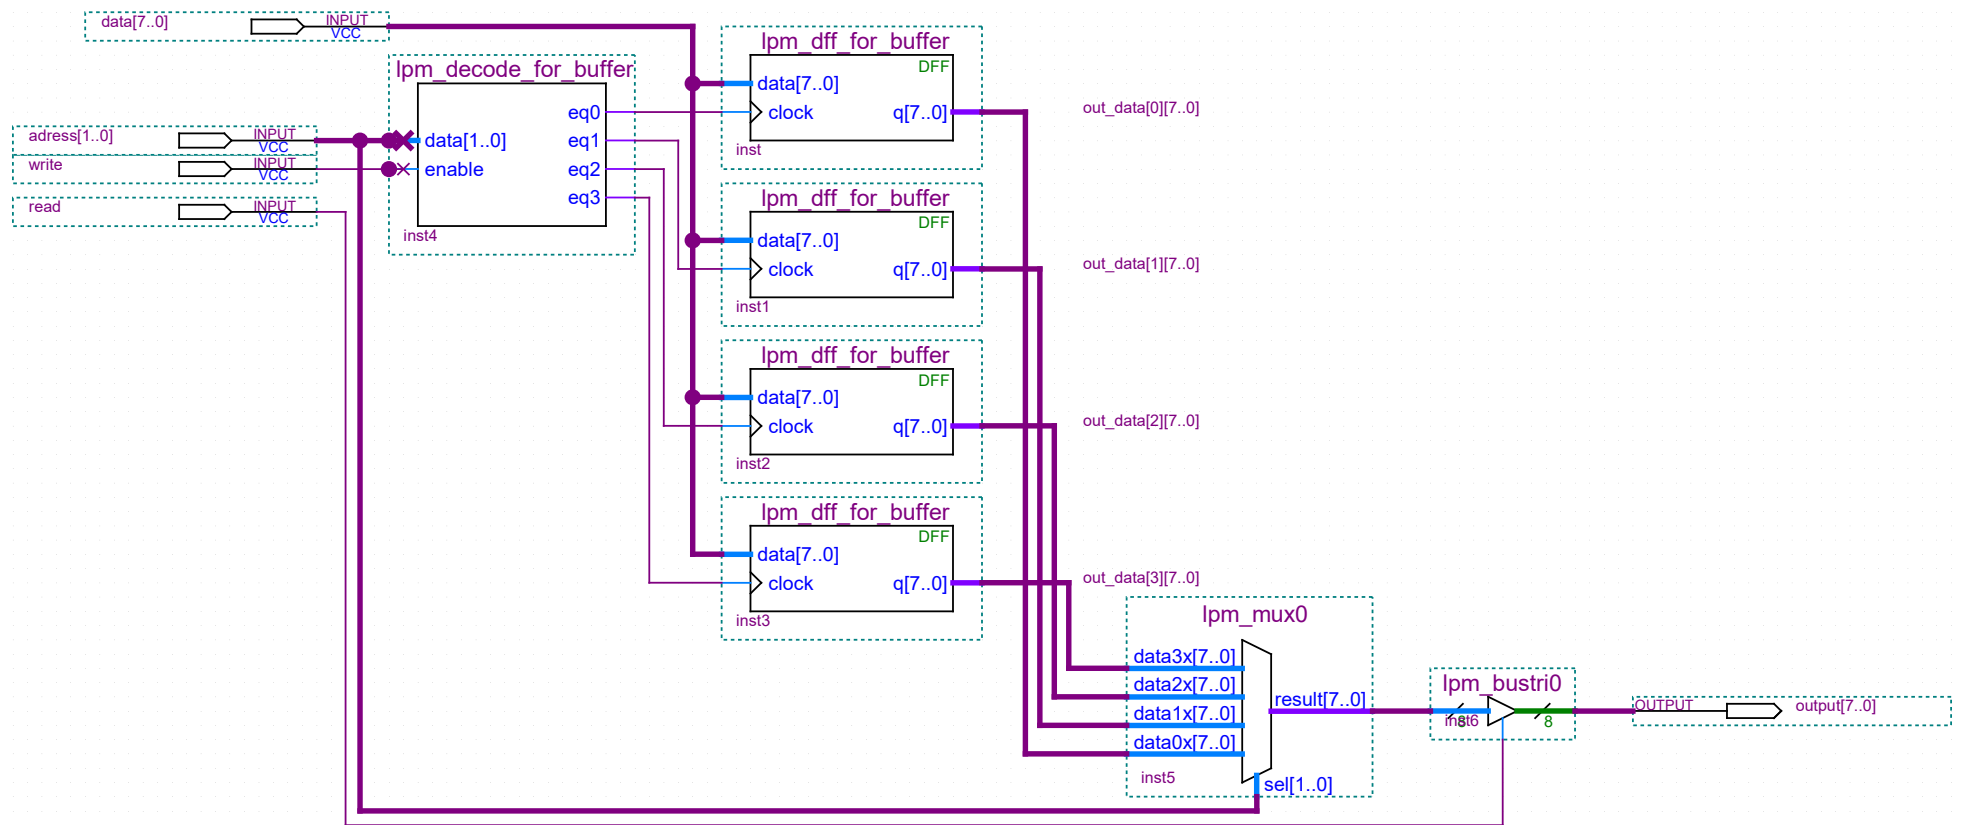 data[7..0]
INPUT
VCC
adress[1..0]
INPUT
VCC
write
INPUT
VCC
read
INPUT
VCC
lpm_decode_for_buffer
data[1..0]
enable
eq0
eq1
eq2
eq3
inst4
lpm_dff_for_buffer
DFF
data[7..0]
clock
q[7..0]
inst
out_data[0][7..0]
lpm_dff_for_buffer
DFF
data[7..0]
clock
q[7..0]
inst1
out_data[1][7..0]
lpm_dff_for_buffer
DFF
data[7..0]
clock
q[7..0]
inst2
out_data[2][7..0]
lpm_dff_for_buffer
DFF
data[7..0]
clock
q[7..0]
inst3
out_data[3][7..0]
lpm_mux0
data3x[7..0]
data2x[7..0]
data1x[7..0]
data0x[7..0]
result[7..0]
sel[1..0]
inst5
lpm_bustri0
8
inst6
8
OUTPUT
output[7..0]